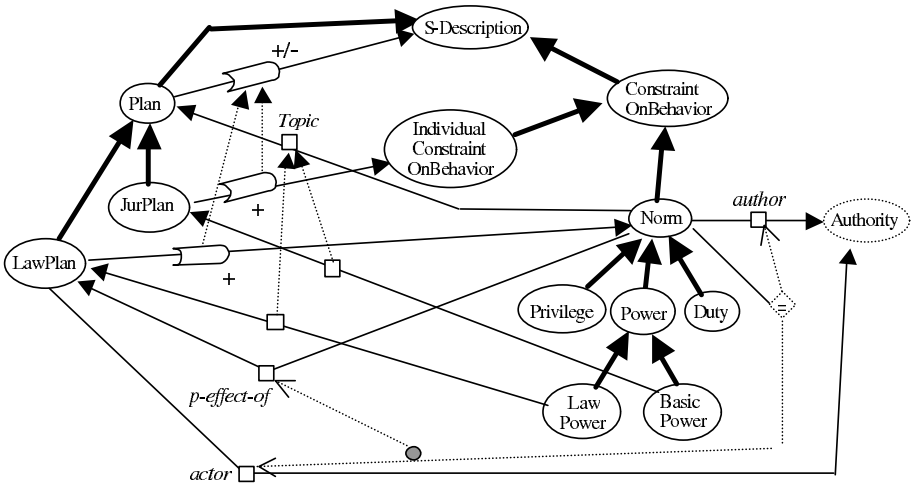 S-Description
+/-
Plan
Constraint
OnBehavior
Topic
Individual
Constraint
OnBehavior
JurPlan
+
author
Norm
Authority
LawPlan
+
Privilege
Power
Duty
=
p-effect-of
Law
Power
Basic
Power
actor